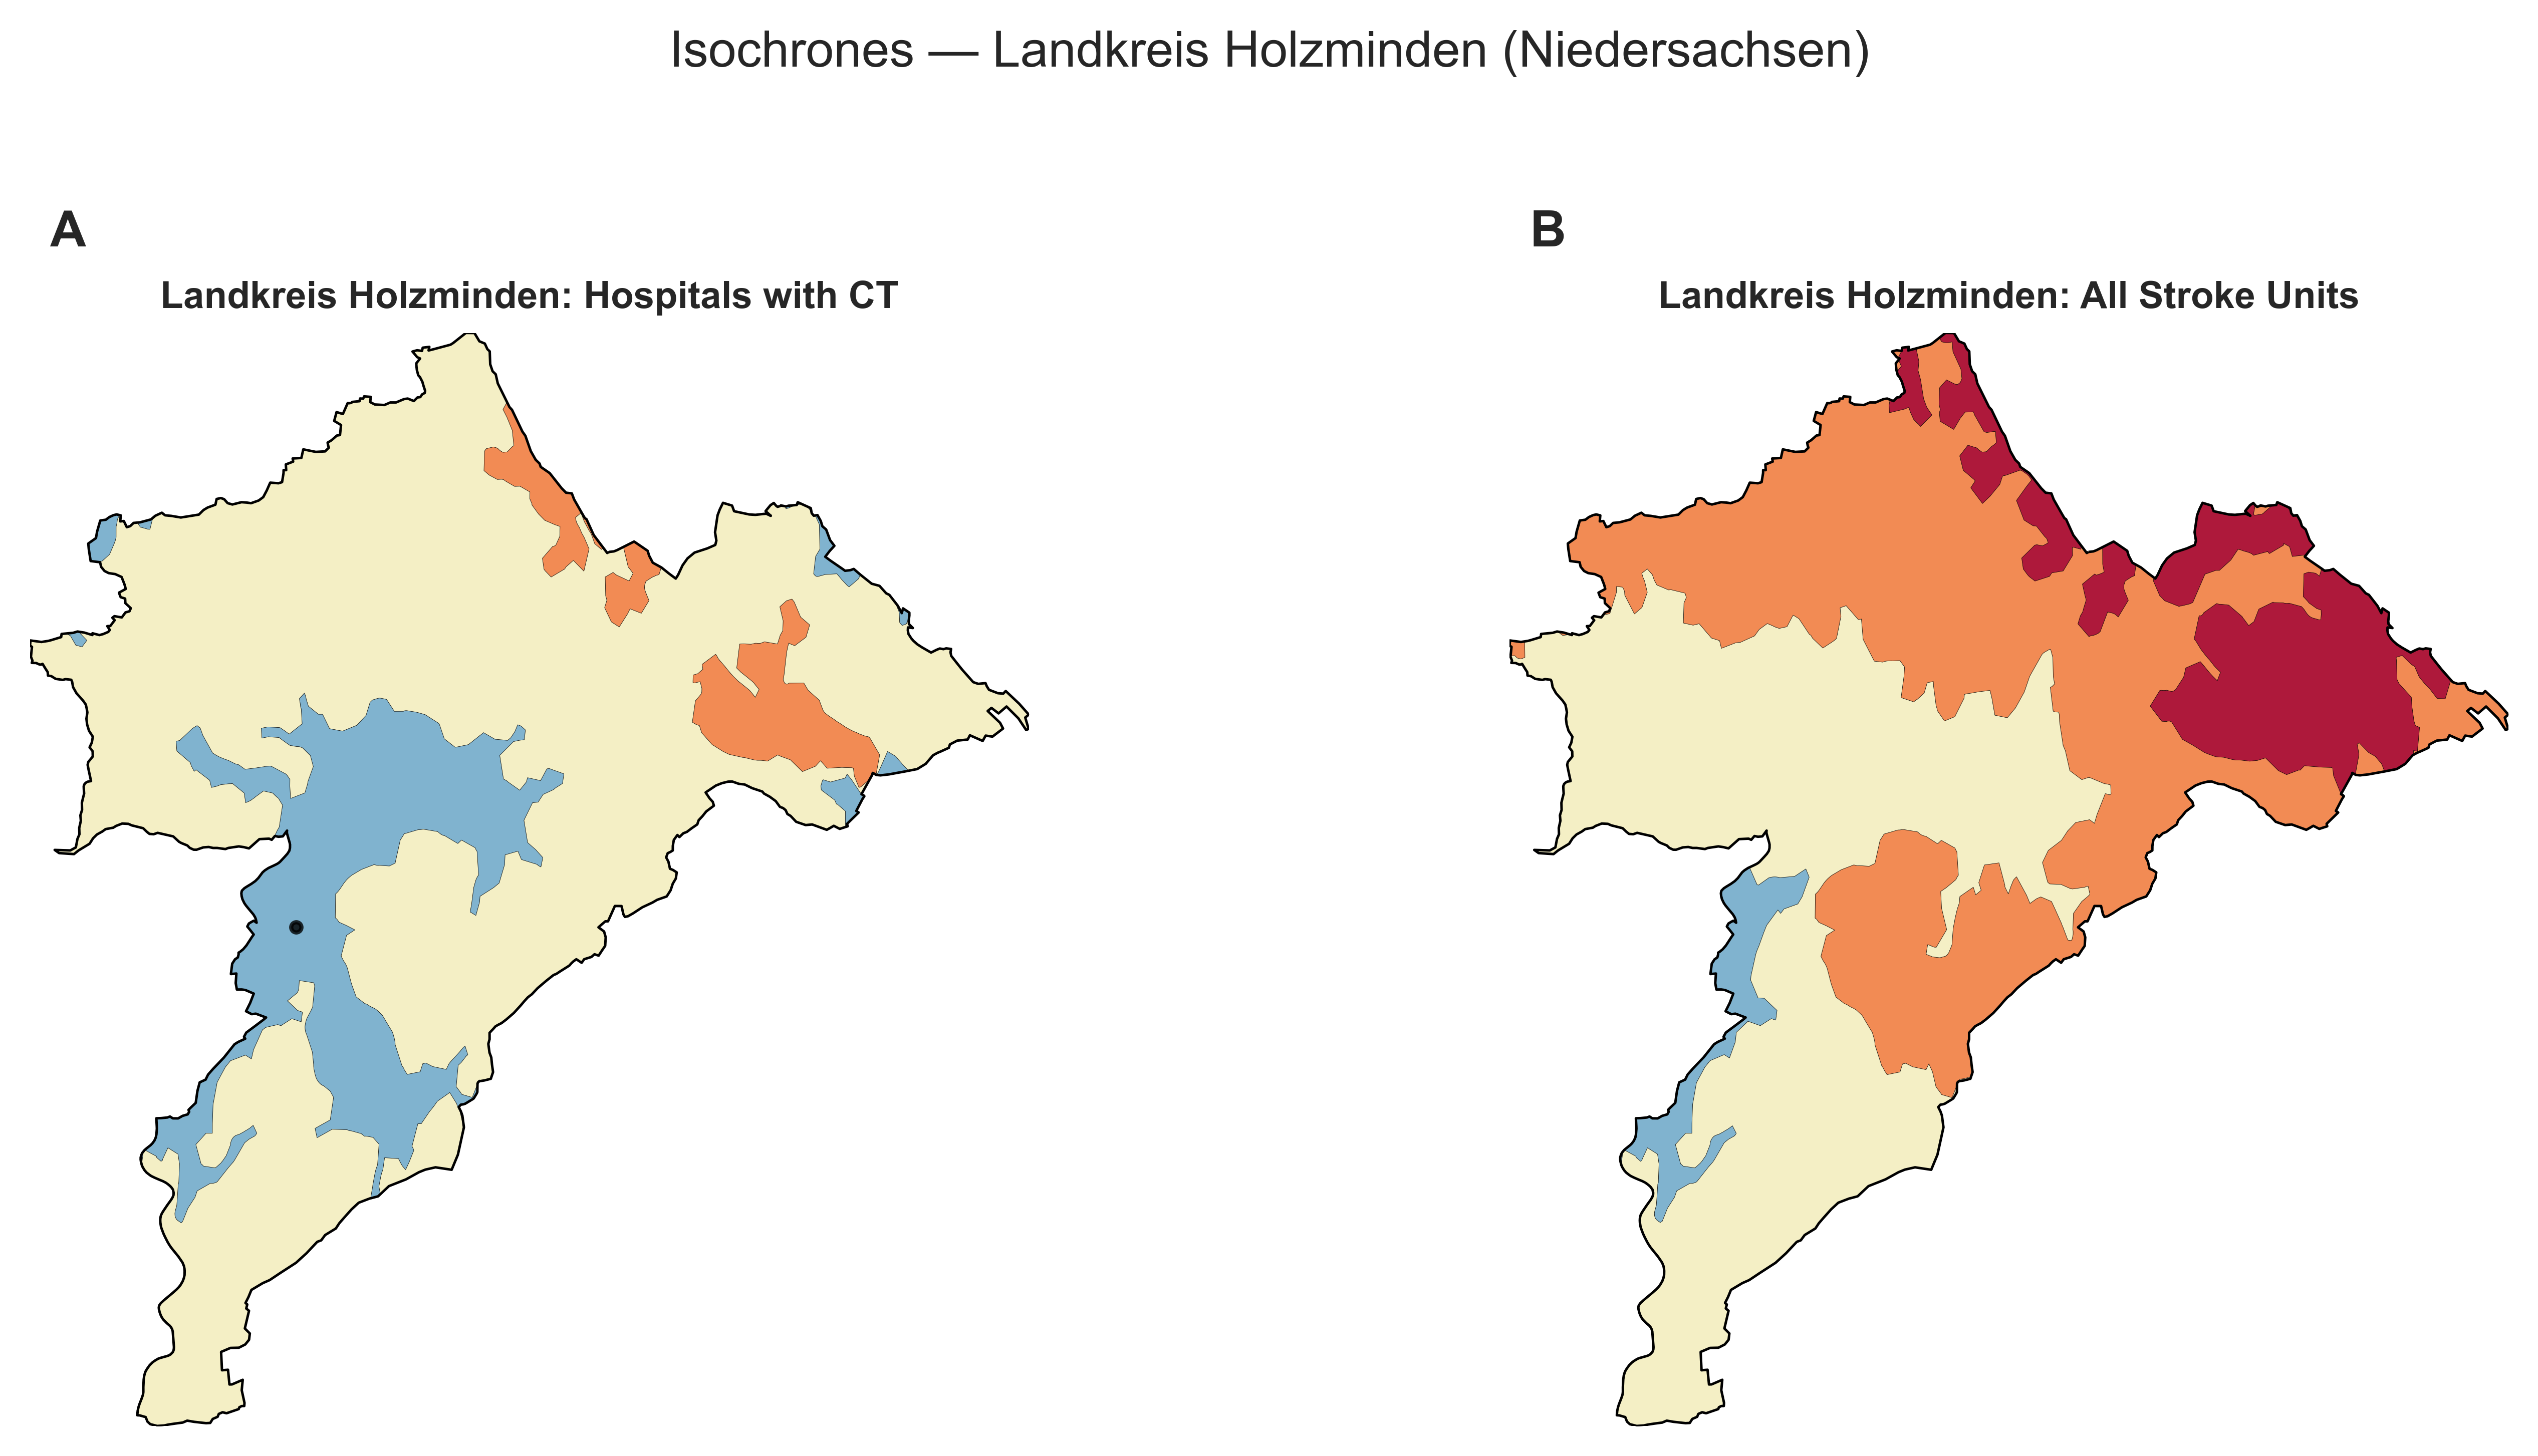 Isochrones — Landkreis Holzminden (Niedersachsen)
A
B
Landkreis Holzminden: Hospitals with CT
Landkreis Holzminden: All Stroke Units